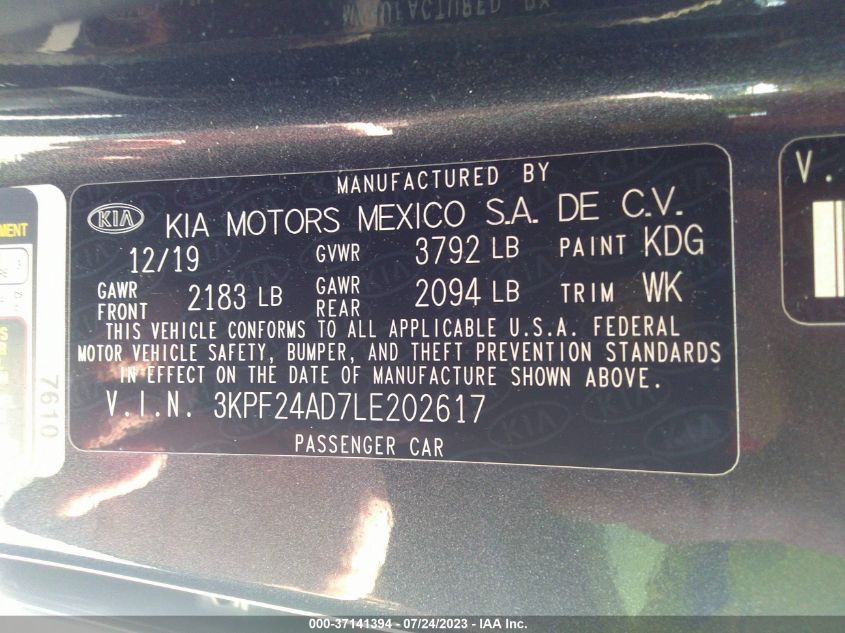 MANUFACTURED BY
KIA KIA MOTORS MEXICO S.A. DE C.V.
12/19 GVWR 3792 LB PAINT KDG
GAWR FRONT 2183 LB GAWR REAR 2094 LB TRIM WK
THIS VEHICLE CONFORMS TO ALL APPLICABLE U.S.A. FEDERAL
MOTOR VEHICLE SAFETY, BUMPER, AND THEFT PREVENTION STANDARDS
IN EFFECT ON THE DATE OF MANUFACTURE SHOWN ABOVE.
V.I.N. 3KPF24AD7LE202617
PASSENGER CAR
7610
V.
000-37141394 - 07/24/2023 - IAA Inc.